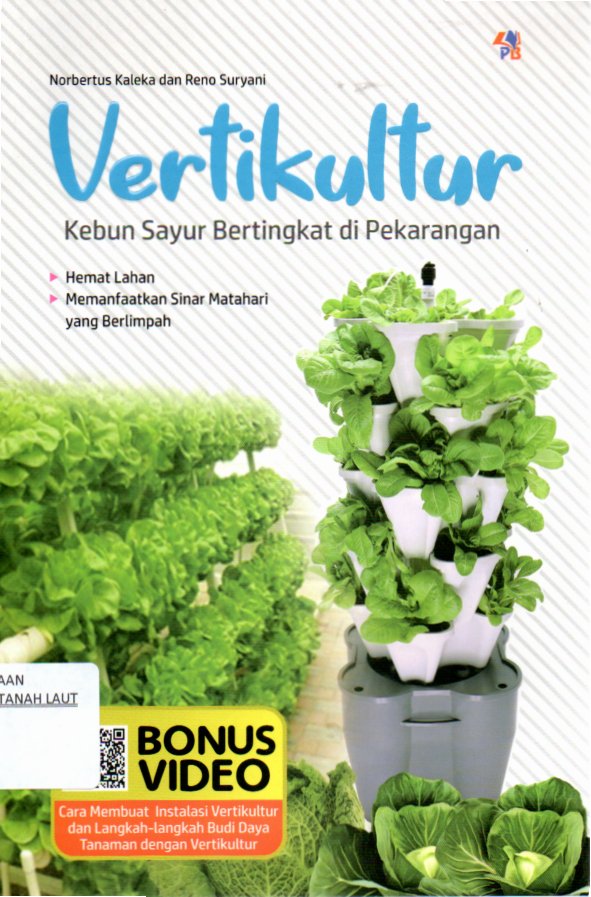 PB
Norbertus Kaleka dan Reno Suryani
Vertikultur
Kebun Sayur Bertingkat di Pekarangan
Hemat Lahan
Memanfaatkan Sinar Matahari
yang Berlimpah
AAN
TANAH LAUT
BONUS
VIDEO
Cara Membuat Instalasi Vertikultur
dan Langkah-langkah Budi Daya
Tanaman dengan Vertikultur